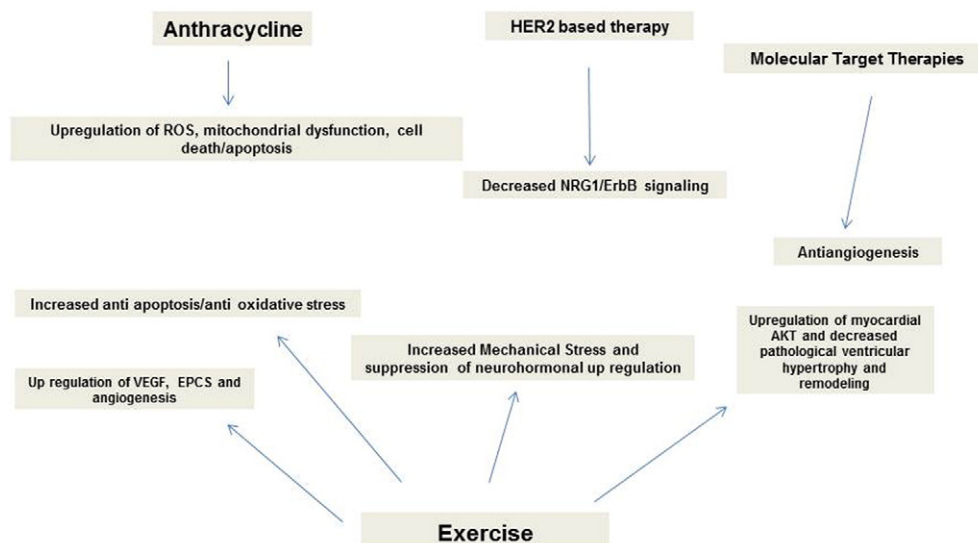 Anthracycline
HER2 based therapy
Molecular Target Therapies
Upregulation of ROS, mitochondrial dysfunction, cell
death/apoptosis
Decreased NRG1/ErbB signaling
Antiangiogenesis
Increased anti apoptosis/anti oxidative stress
Increased Mechanical Stress and
suppression of neurohormonal up regulation
Upregulation of myocardial
AKT and decreased
pathological ventricular
hypertrophy and
remodeling
Up regulation of VEGF, EPCS and
angiogenesis
Exercise